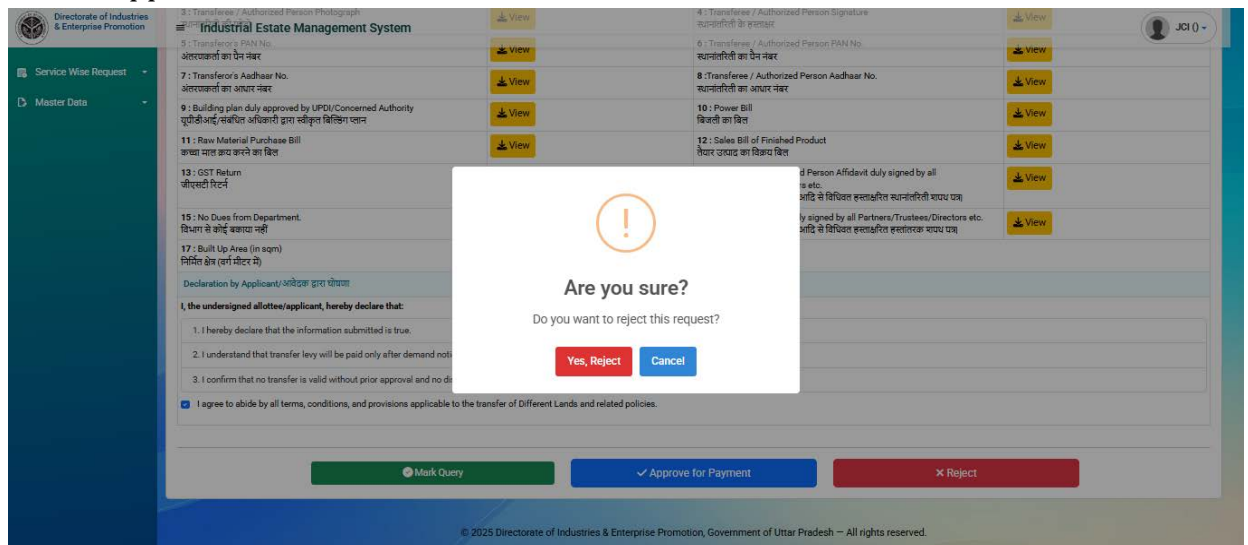 Directorate of Industries
& Enterprise Promotion
Industrial Estate Management System
JCI ()
Service Wise Request
Master Data
3 : Transferee / Authorized Person Photograph
View
4 : Transferee / Authorized Person Signature
स्थानांतरिती के हस्ताक्षर
View
5 : Transferor's PAN No.
अंतरणकर्ता का पैन नंबर
View
6 : Transferee / Authorized Person PAN No.
स्थानांतरिती का पैन नंबर
View
7 : Transferor's Aadhaar No.
अंतरणकर्ता का आधार नंबर
View
8 :Transferee / Authorized Person Aadhaar No.
स्थानांतरिती का आधार नंबर
View
9 : Building plan duly approved by UPDI/Concerned Authority
यूपीडीआई/संबंधित अधिकारी द्वारा स्वीकृत बिल्डिंग प्लान
View
10 : Power Bill
बिजली का बिल
View
11 : Raw Material Purchase Bill
कच्चा माल क्रय करने का बिल
View
12 : Sales Bill of Finished Product
तैयार उत्पाद का विक्रय बिल
View
13 : GST Return
जीएसटी रिटर्न
d Person Affidavit duly signed by all
rs etc.
आदि से विधिवत हस्ताक्षरित स्थानांतरिती शपथ पत्र|
15 : No Dues from Department.
विभाग से कोई बकाया नहीं
ly signed by all Partners/Trustees/Directors etc.
आदि से विधिवत हस्ताक्षरित हस्तांतरक शपथ पत्र|
View
17 : Built Up Area (in sqm)
निर्मित क्षेत्र (वर्ग मीटर में)
Declaration by Applicant/आवेदक द्वारा घोषणा
I, the undersigned allottee/applicant, hereby declare that:
1. I hereby declare that the information submitted is true.
2. I understand that transfer levy will be paid only after demand noti
3. I confirm that no transfer is valid without prior approval and no di
I agree to abide by all terms, conditions, and provisions applicable to the transfer of Different Lands and related policies.
!
Are you sure?
Do you want to reject this request?
Yes, Reject
Cancel
Mark Query
Approve for Payment
Reject
© 2025 Directorate of Industries & Enterprise Promotion, Government of Uttar Pradesh — All rights reserved.